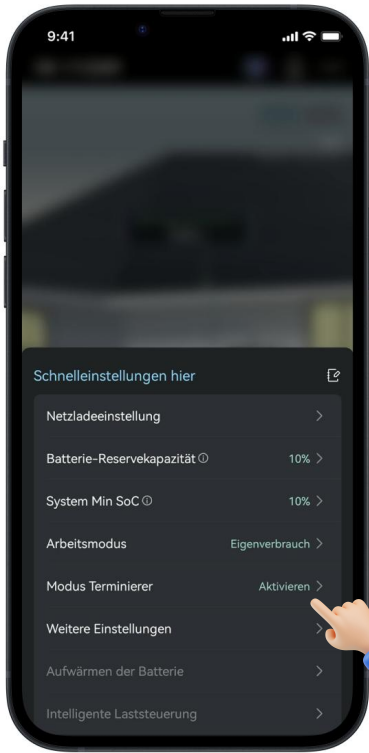 9:41
Schnelleinstellungen hier
Netzladeeinstellung
Batterie-Reservekapazität 10%
System Min SoC 10%
Arbeitsmodus Eigenverbrauch
Modus Terminierer Aktivieren
Weitere Einstellungen
Aufwärmen der Batterie
Intelligente Laststeuerung